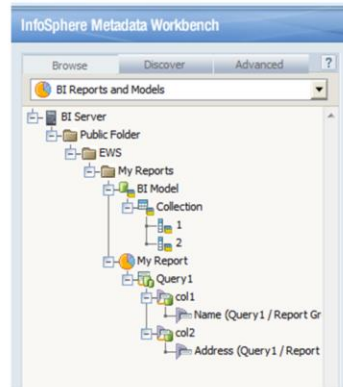 InfoSphere Metadata Workbench
Browse Discover Advanced ?
BI Reports and Models
BI Server
Public Folder
EWS
My Reports
BI Model
Collection
1
2
My Report
Query1
col1
Name (Query1 / Report Gr
col2
Address (Query1 / Report